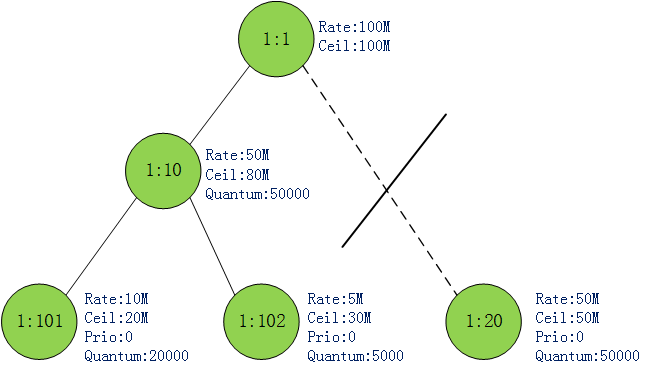 1:1
Rate:100M
Ceil:100M
1:10
Rate:50M
Ceil:80M
Quantum:50000
1:101
Rate:10M
Ceil:20M
Prio:0
Quantum:20000
1:102
Rate:5M
Ceil:30M
Prio:0
Quantum:5000
1:20
Rate:50M
Ceil:50M
Prio:0
Quantum:50000